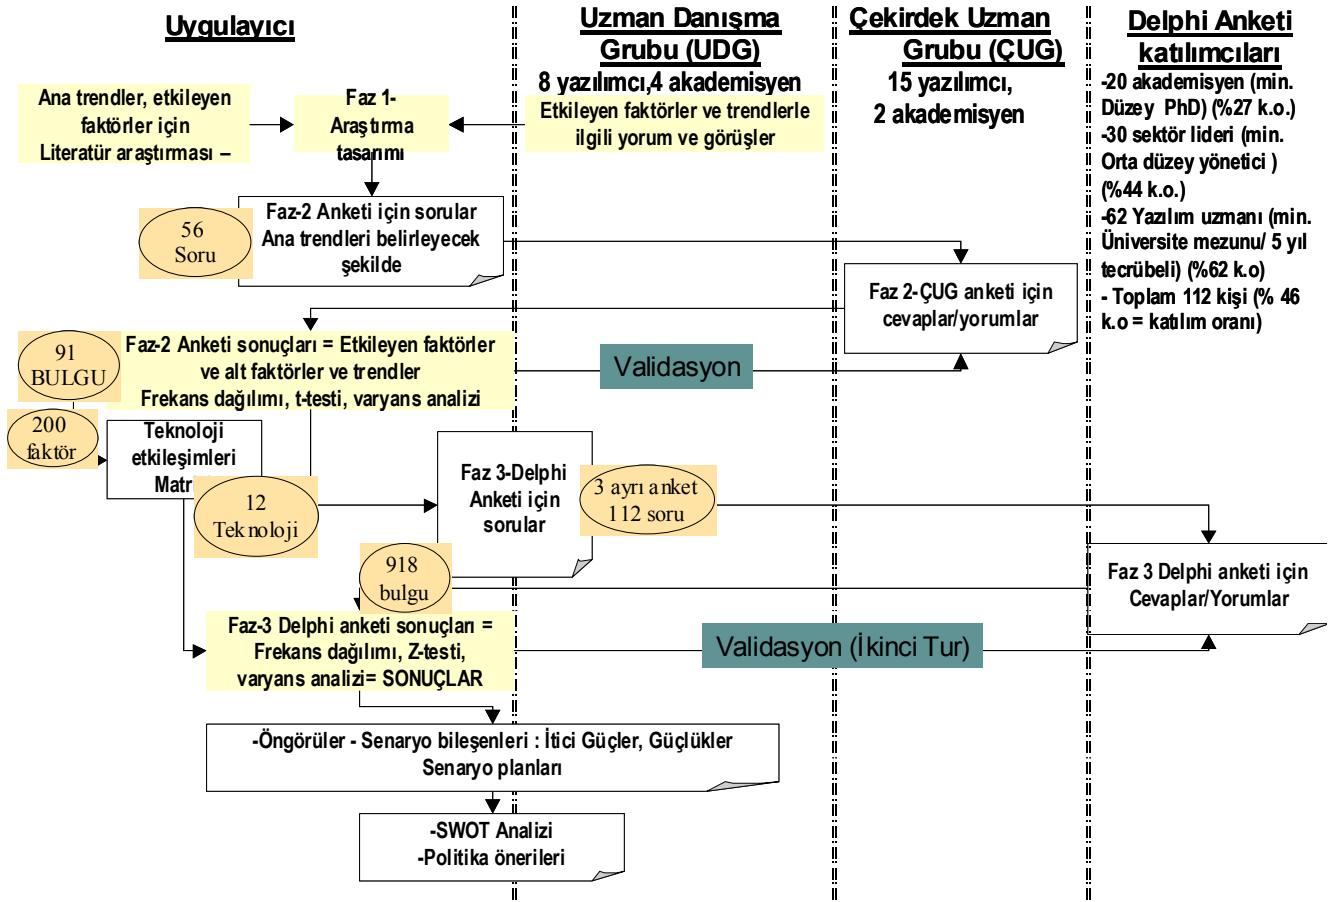 Uygulayıcı
Uzman Danışma
Grubu (UDG)
8 yazılımcı,4 akademisyen
Çekirdek Uzman
Grubu (ÇUG)
15 yazılımcı,
2 akademisyen
Delphi Anketi
katılımcıları
-20 akademisyen (min.
Düzey PhD) (%27 k.o.)
-30 sektör lideri (min.
Orta düzey yönetici )
(%44 k.o.)
-62 Yazılım uzmanı (min.
Üniversite mezunu/ 5 yıl
tecrübeli) (%62 k.o)
- Toplam 112 kişi (% 46
k.o = katılım oranı)
Ana trendler, etkileyen
faktörler için
Literatür araştırması –
Faz 1-
Araştırma
tasarımı
Etkileyen faktörler ve trendlerle
ilgili yorum ve görüşler
56
Soru
Faz-2 Anketi için sorular
Ana trendleri belirleyecek
şekilde
Faz 2-ÇUG anketi için
cevaplar/yorumlar
91
BULGU
Faz-2 Anketi sonuçları = Etkileyen faktörler
ve alt faktörler ve trendler
Frekans dağılımı, t-testi, varyans analizi
Validasyon
200
faktör
Teknoloji
etkileşimleri
Matr
12
Teknoloji
Faz 3-Delphi
Anketi için
sorular
3 ayrı anket
112 soru
918
bulgu
Faz 3 Delphi anketi için
Cevaplar/Yorumlar
Faz-3 Delphi anketi sonuçları =
Frekans dağılımı, Z-testi,
varyans analizi= SONUÇLAR
Validasyon (İkinci Tur)
-Öngörüler - Senaryo bileşenleri : İtici Güçler, Güçlükler
Senaryo planları
-SWOT Analizi
-Politika önerileri